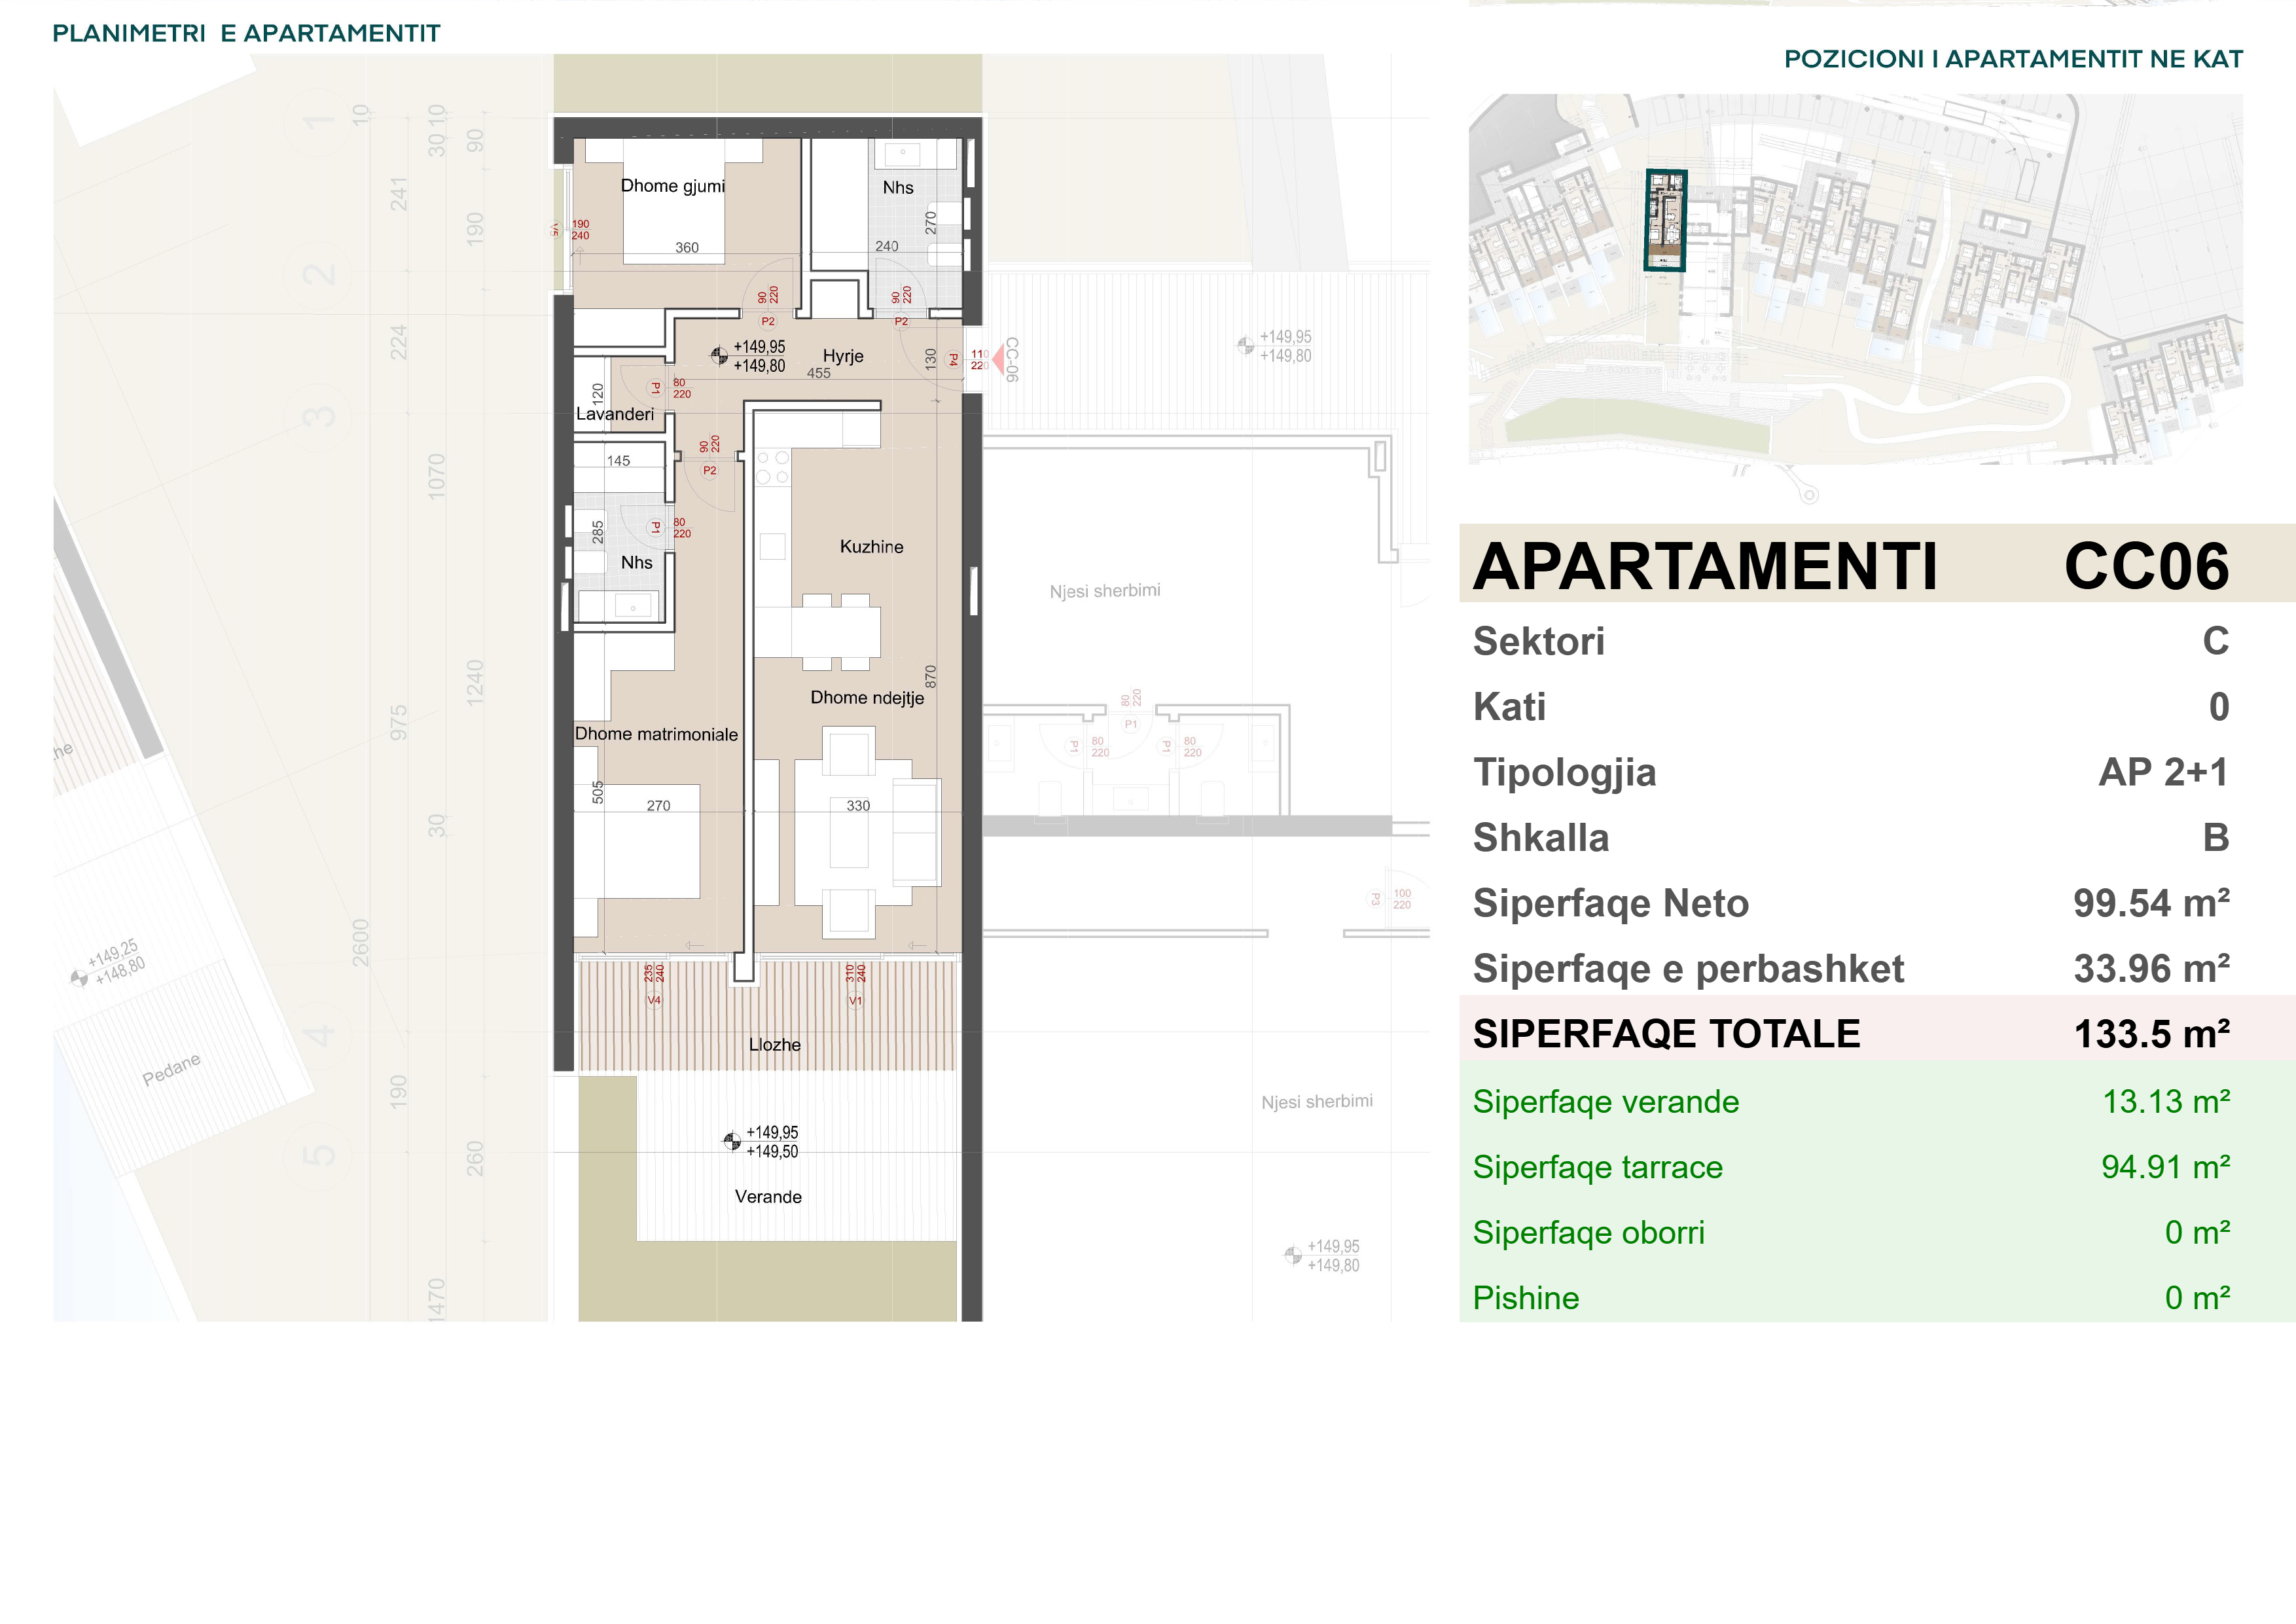 PLANIMETRI E APARTAMENTIT
POZICIONI I APARTAMENTIT NE KAT
1
2
3
4
5
10
30 10
90
241
190
224
1070
1240
975
30
2600
190
260
1470
Dhome gjumi
Nhs
V5
190
240
360
270
240
90
220
P2
90
220
P2
+149,95
+149,80
Hyrje
455
130
P4
110
220
CC-06
+149,95
+149,80
120
Lavanderi
P1
80
220
90
220
P2
145
285
P1
80
220
Nhs
Kuzhine
Njesi sherbimi
Dhome ndejtje
870
Dhome matrimoniale
80
220
P1
P1
80
220
P1
80
220
505
270
330
P3
100
220
+149,25
+148,80
Pedane
235
240
V4
310
240
V1
Llozhe
Njesi sherbimi
+149,95
+149,50
Verande
+149,95
+149,80
APARTAMENTI CC06
Sektori C
Kati 0
Tipologjia AP 2+1
Shkalla B
Siperfaqe Neto 99.54 m²
Siperfaqe e perbashket 33.96 m²
SIPERFAQE TOTALE 133.5 m²
Siperfaqe verande 13.13 m²
Siperfaqe tarrace 94.91 m²
Siperfaqe oborri 0 m²
Pishine 0 m²